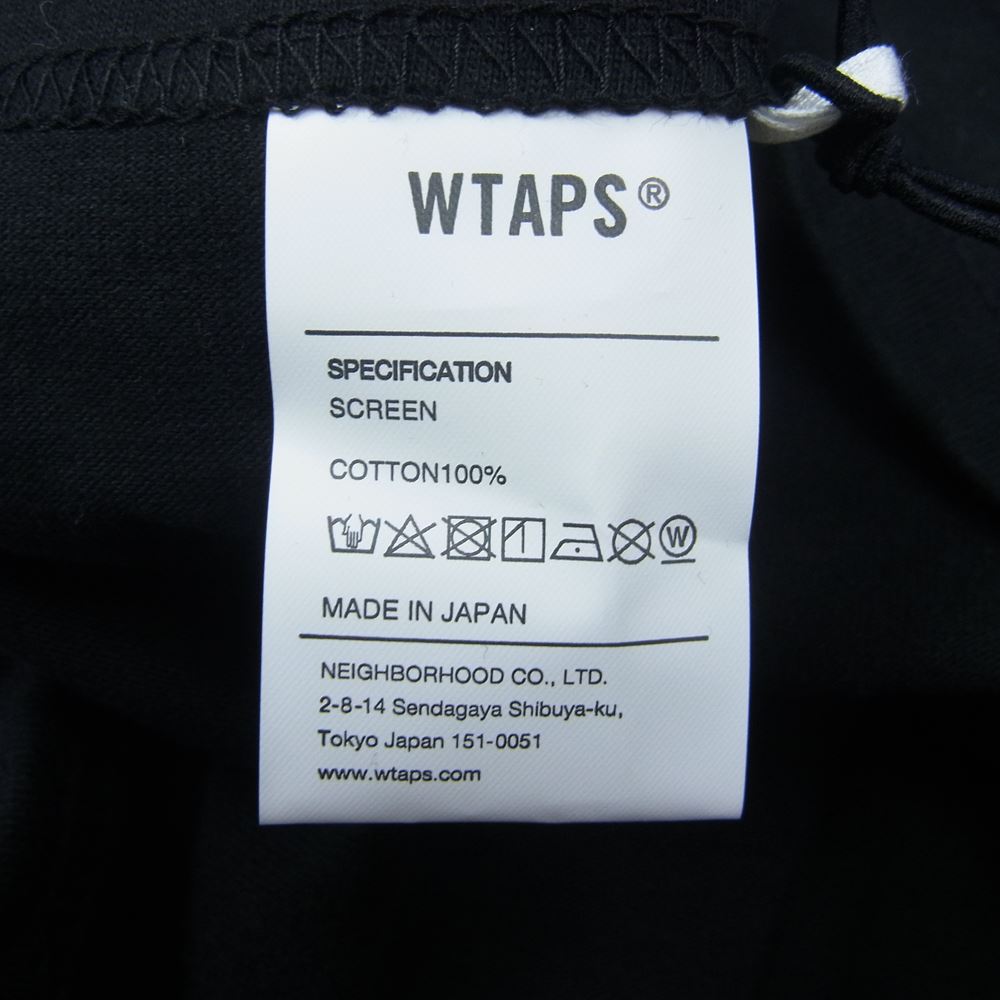 WTAPS®
SPECIFICATION
SCREEN
COTTON100%
W
MADE IN JAPAN
NEIGHBORHOOD CO., LTD.
2-8-14 Sendagaya Shibuya-ku,
Tokyo Japan 151-0051
www.wtaps.com